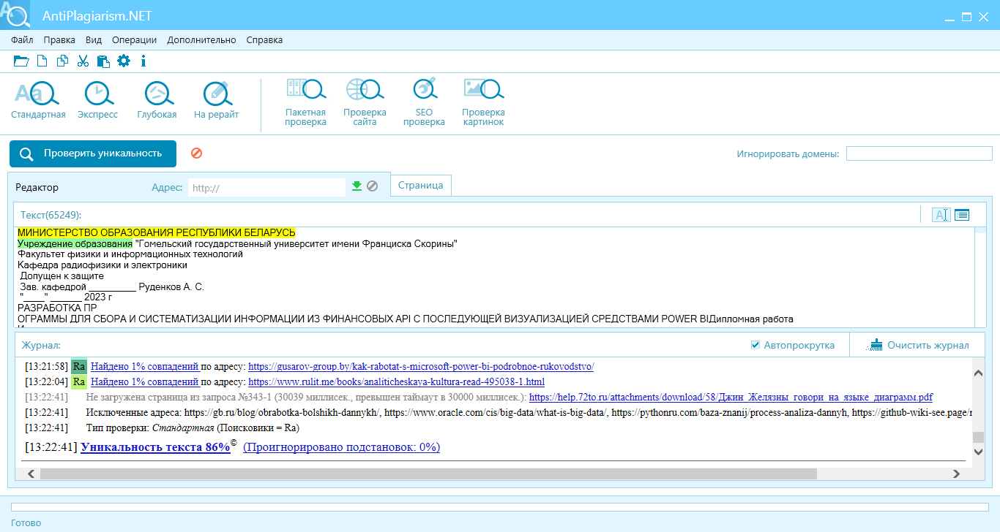 AntiPlagiarism.NET
Файл Правка Вид Операции Дополнительно Справка
Aa
Стандартная Экспресс Глубокая На рерайт Пакетная проверка Проверка сайта SEO проверка Проверка картинок
Проверить уникальность Игнорировать домены:
Редактор Адрес: http:// Страница
Текст(65249):
МИНИСТЕРСТВО ОБРАЗОВАНИЯ РЕСПУБЛИКИ БЕЛАРУСЬ
Учреждение образования "Гомельский государственный университет имени Франциска Скорины"
Факультет физики и информационных технологий
Кафедра радиофизики и электроники
Допущен к защите
Зав. кафедрой _________ Руденков А. С.
"____" ______ 2023 г
РАЗРАБОТКА ПР
ОГРАММЫ ДЛЯ СБОРА И СИСТЕМАТИЗАЦИИ ИНФОРМАЦИИ ИЗ ФИНАНСОВЫХ API С ПОСЛЕДУЮЩЕЙ ВИЗУАЛИЗАЦИЕЙ СРЕДСТВАМИ POWER BIДипломная работа
Журнал: Автопрокрутка Очистить журнал
[13:21:58] Ra Найдено 1% совпадений по адресу: https://gusarov-group.by/kak-rabotat-s-microsoft-power-bi-podrobnoe-rukovodstvo/
[13:22:04] Ra Найдено 1% совпадений по адресу: https://www.rulit.me/books/analiticheskaya-kultura-read-495038-1.html
[13:22:41] Не загружена страница из запроса №343-1 (30039 миллисек., превышен таймаут в 30000 миллисек.): https://help.72to.ru/attachments/download/58/Джин_Желязны_говори_на_языке_диаграмм.pdf
[13:22:41] Исключенные адреса: https://gb.ru/blog/obrabotka-bolshikh-dannykh/, https://www.oracle.com/cis/big-data/what-is-big-data/, https://pythonru.com/baza-znanij/process-analiza-dannyh, https://github-wiki-see.page/
[13:22:41] Тип проверки: Стандартная (Поисковики = Ra)
[13:22:41] Уникальность текста 86%© (Проигнорировано подстановок: 0%)
Готово